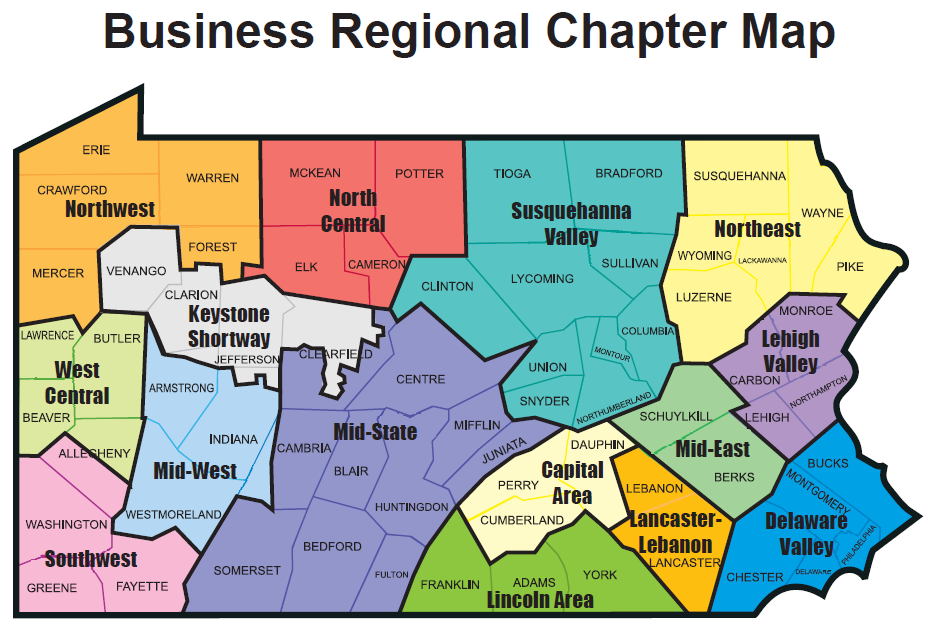 Business Regional Chapter Map
ERIE
WARREN
CRAWFORD
Northwest
FOREST
MERCER
MCKEAN
POTTER
North
Central
ELK
CAMERON
TIOGA
BRADFORD
Susquehanna
Valley
SULLIVAN
LYCOMING
CLINTON
COLUMBIA
MONTOUR
UNION
SNYDER
NORTHUMBERLAND
SUSQUEHANNA
WAYNE
Northeast
WYOMING
LACKAWANNA
PIKE
LUZERNE
VENANGO
CLARION
Keystone
Shortway
JEFFERSON
CLEARFIELD
MONROE
Lehigh
Valley
CARBON
NORTHAMPTON
LEHIGH
LAWRENCE
BUTLER
West
Central
BEAVER
ALLEGHENY
ARMSTRONG
INDIANA
Mid-West
WESTMORELAND
CENTRE
MIFFLIN
Mid-State
CAMBRIA
JUNIATA
BLAIR
HUNTINGDON
BEDFORD
SOMERSET
FULTON
SCHUYLKILL
Mid-East
BERKS
DAUPHIN
Capital
Area
PERRY
CUMBERLAND
LEBANON
Lancaster-
Lebanon
LANCASTER
BUCKS
MONTGOMERY
Delaware
Valley
PHILADELPHIA
DELAWARE
CHESTER
WASHINGTON
Southwest
GREENE
FAYETTE
FRANKLIN
ADAMS
YORK
Lincoln Area